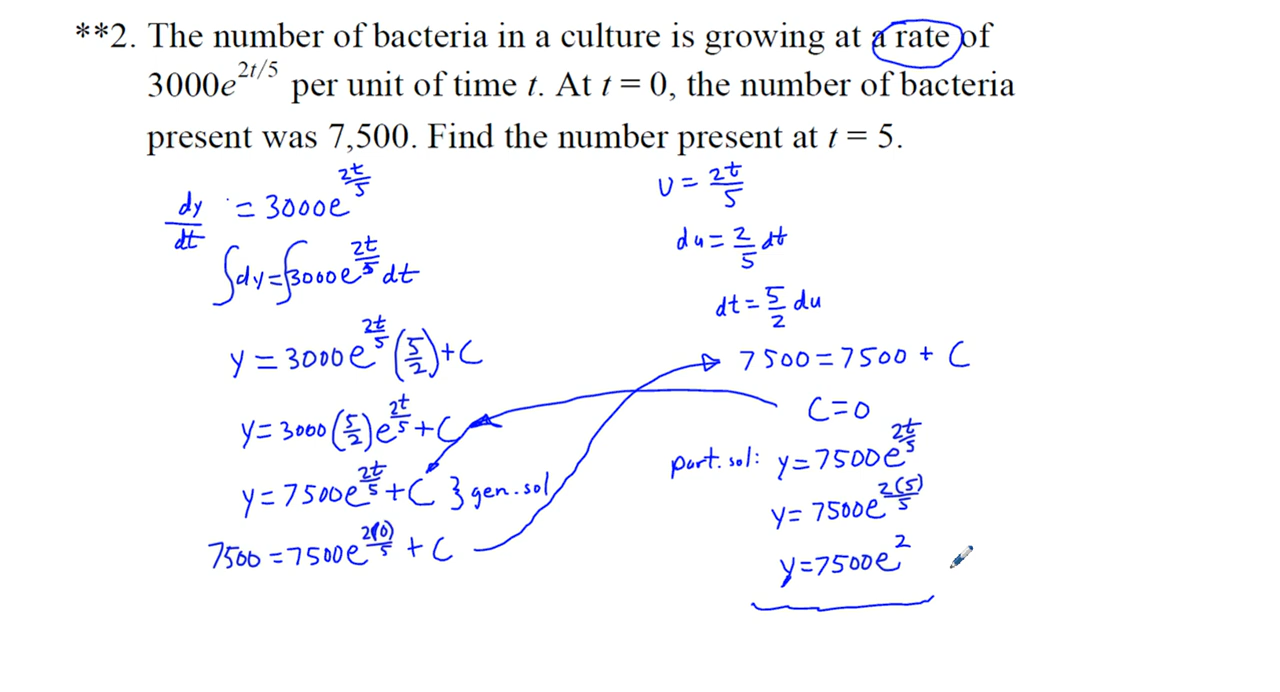 **2. The number of bacteria in a culture is growing at a rate of
3000e^{2t/5} per unit of time t. At t = 0, the number of bacteria
present was 7,500. Find the number present at t = 5.
dy/dt = 3000e^{2t/5}
∫dy=∫3000e^{2t/5} dt
y = 3000e^{2t/5}(5/2)+C
y=3000(5/2)e^{2t/5}+C
y=7500e^{2t/5}+C } gen.sol
7500=7500e^{2(0)/5}+C
u=2t/5
du=2/5 dt
dt=5/2 du
7500=7500+C
C=0
part.sol: y=7500e^{2t/5}
y=7500e^{2(5)/5}
y=7500e^2